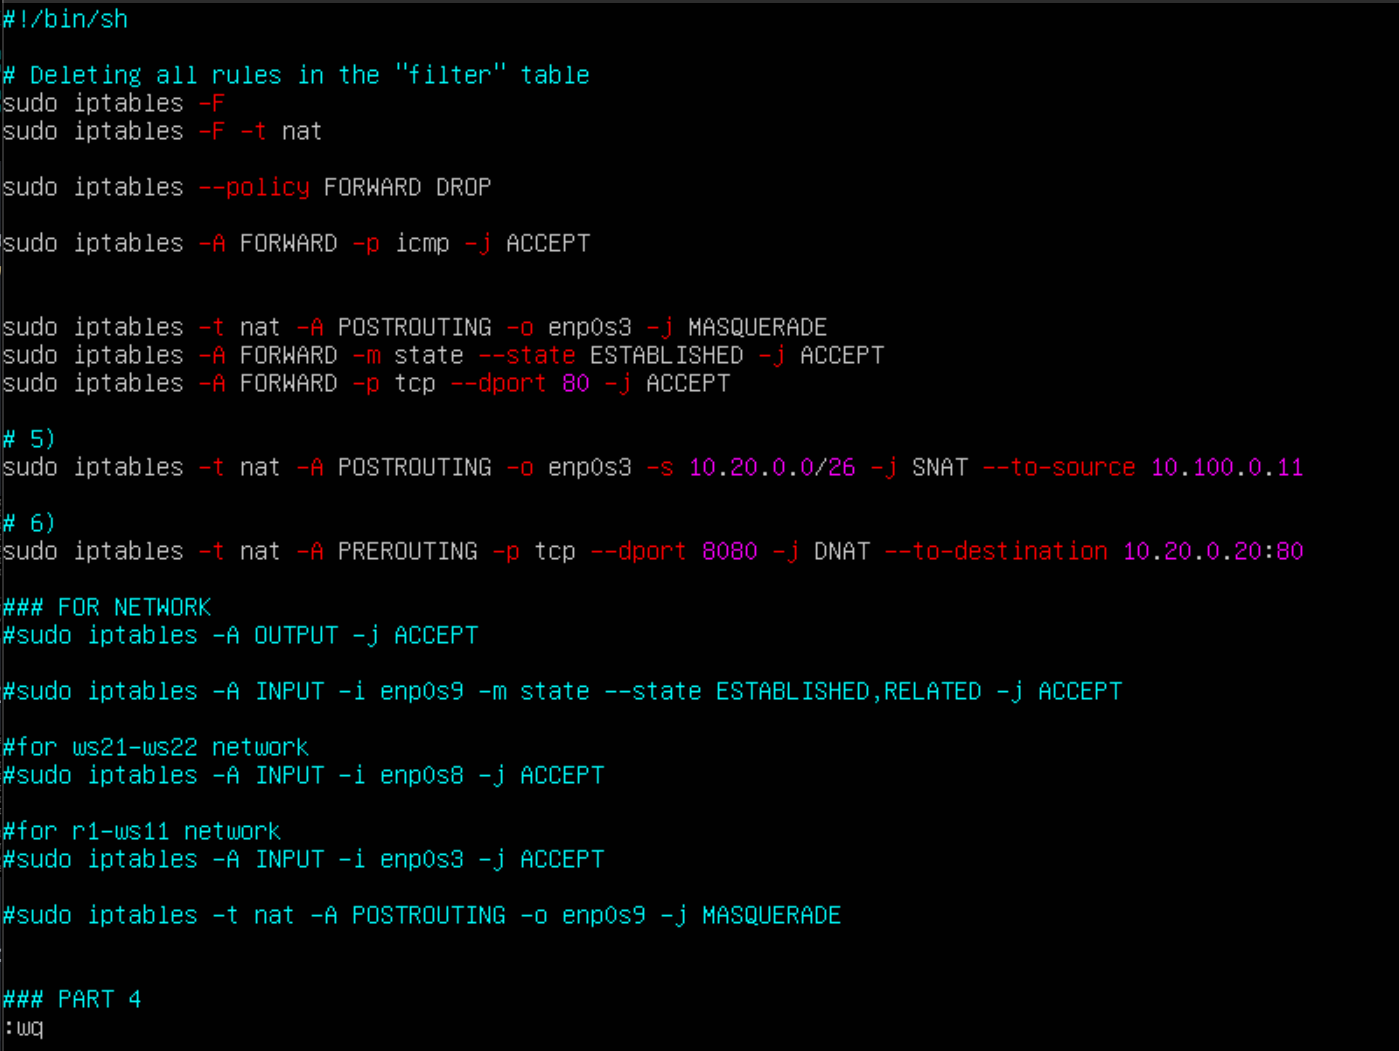 #!/bin/sh
# Deleting all rules in the "filter" table
sudo iptables -F
sudo iptables -F -t nat
sudo iptables --policy FORWARD DROP
sudo iptables -A FORWARD -p icmp -j ACCEPT
sudo iptables -t nat -A POSTROUTING -o enp0s3 -j MASQUERADE
sudo iptables -A FORWARD -m state --state ESTABLISHED -j ACCEPT
sudo iptables -A FORWARD -p tcp --dport 80 -j ACCEPT
# 5)
sudo iptables -t nat -A POSTROUTING -o enp0s3 -s 10.20.0.0/26 -j SNAT --to-source 10.100.0.11
# 6)
sudo iptables -t nat -A PREROUTING -p tcp --dport 8080 -j DNAT --to-destination 10.20.0.20:80
### FOR NETWORK
#sudo iptables -A OUTPUT -j ACCEPT
#sudo iptables -A INPUT -i enp0s9 -m state --state ESTABLISHED,RELATED -j ACCEPT
#for ws21-ws22 network
#sudo iptables -A INPUT -i enp0s8 -j ACCEPT
#for r1-ws11 network
#sudo iptables -A INPUT -i enp0s3 -j ACCEPT
#sudo iptables -t nat -A POSTROUTING -o enp0s9 -j MASQUERADE
### PART 4
:wq